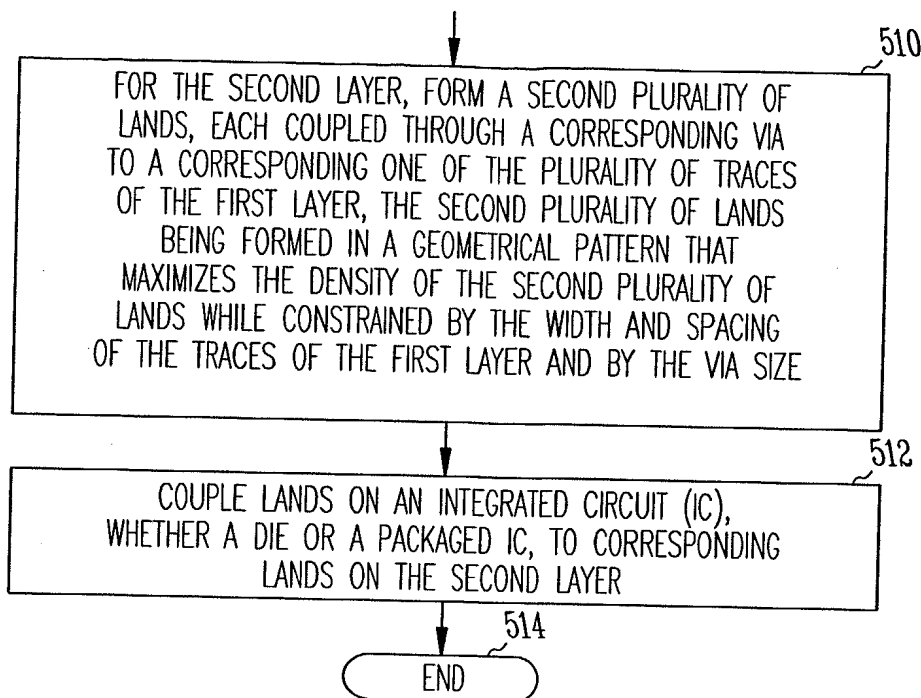 510
FOR THE SECOND LAYER, FORM A SECOND PLURALITY OF
LANDS, EACH COUPLED THROUGH A CORRESPONDING VIA
TO A CORRESPONDING ONE OF THE PLURALITY OF TRACES
OF THE FIRST LAYER, THE SECOND PLURALITY OF LANDS
BEING FORMED IN A GEOMETRICAL PATTERN THAT
MAXIMIZES THE DENSITY OF THE SECOND PLURALITY OF
LANDS WHILE CONSTRAINED BY THE WIDTH AND SPACING
OF THE TRACES OF THE FIRST LAYER AND BY THE VIA SIZE
512
COUPLE LANDS ON AN INTEGRATED CIRCUIT (IC),
WHETHER A DIE OR A PACKAGED IC, TO CORRESPONDING
LANDS ON THE SECOND LAYER
514
END